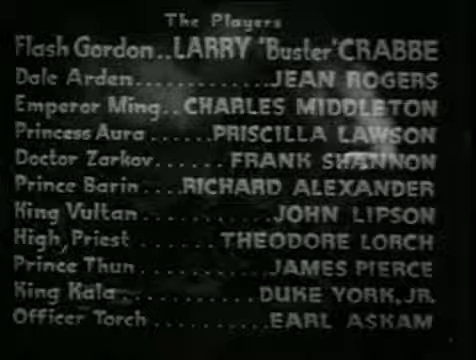 The Players
Flash Gordon..LARRY "Buster" CRABBE
Dale Arden............JEAN ROGERS
Emperor Ming..CHARLES MIDDLETON
Princess Aura......PRISCILLA LAWSON
Doctor Zarkov.......FRANK SHANNON
Prince Barin....RICHARD ALEXANDER
King Vultan...........JOHN LIPSON
High Priest.......THEODORE LORCH
Prince Thun..........JAMES PIERCE
King Kala...........DUKE YORK, JR.
Officer Torch.........EARL ASKAM